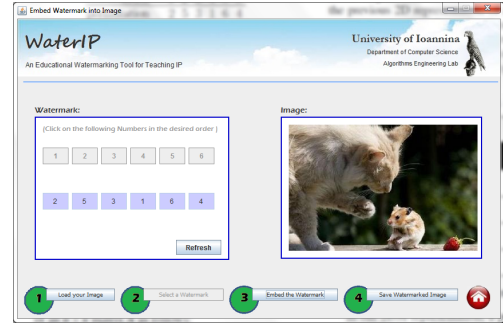 Embed Watermark into Image
WaterIP
An Educational Watermarking Tool for Teaching IP
University of Ioannina
Department of Computer Science
Algorithms Engineering Lab
Watermark:
(Click on the following Numbers in the desired order )
1 2 3 4 5 6
2 5 3 1 6 4
Refresh
Image:
1 Load your Image
2 Select a Watermark
3 Embed the Watermark
4 Save Watermarked Image